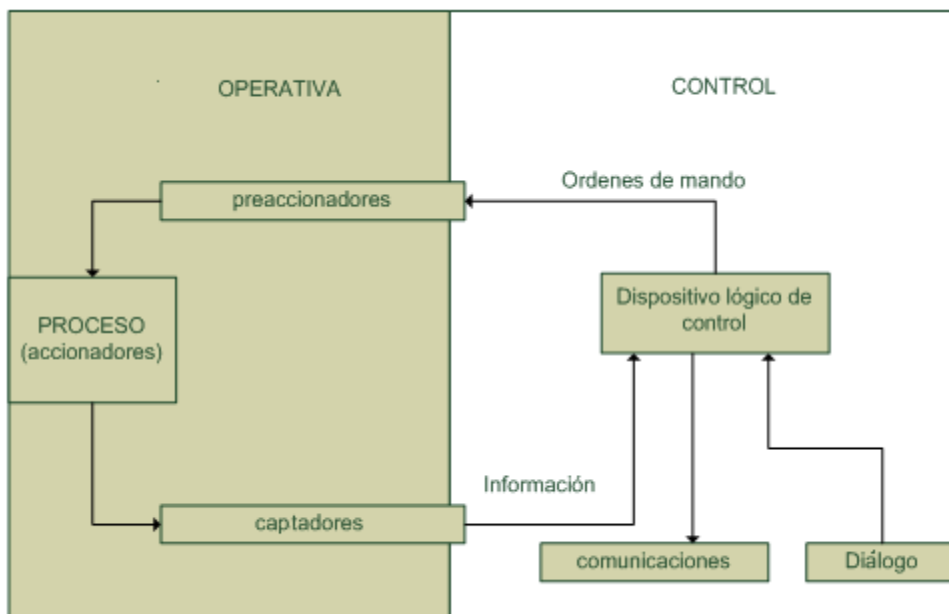 OPERATIVA
CONTROL
Ordenes de mando
preaccionadores
Dispositivo lógico de
control
PROCESO
(accionadores)
Información
captadores
comunicaciones
Diálogo